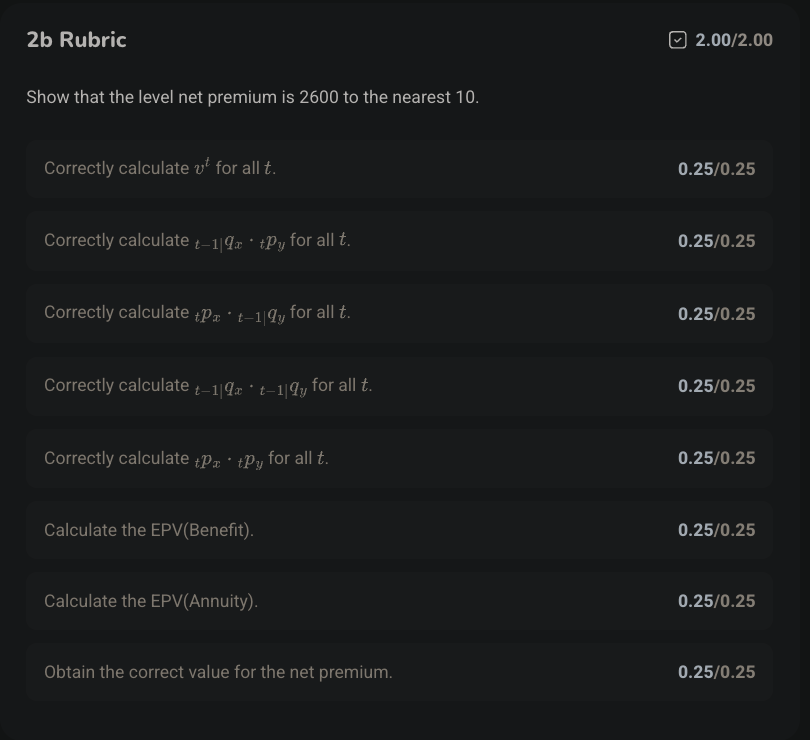 2b Rubric 2.00/2.00
Show that the level net premium is 2600 to the nearest 10.
Correctly calculate $v^t$ for all $t$. 0.25/0.25
Correctly calculate ${}_{t-1|}q_x \cdot {}_tp_y$ for all $t$. 0.25/0.25
Correctly calculate ${}_tp_x \cdot {}_{t-1|}q_y$ for all $t$. 0.25/0.25
Correctly calculate ${}_{t-1|}q_x \cdot {}_{t-1|}q_y$ for all $t$. 0.25/0.25
Correctly calculate ${}_tp_x \cdot {}_tp_y$ for all $t$. 0.25/0.25
Calculate the EPV(Benefit). 0.25/0.25
Calculate the EPV(Annuity). 0.25/0.25
Obtain the correct value for the net premium. 0.25/0.25